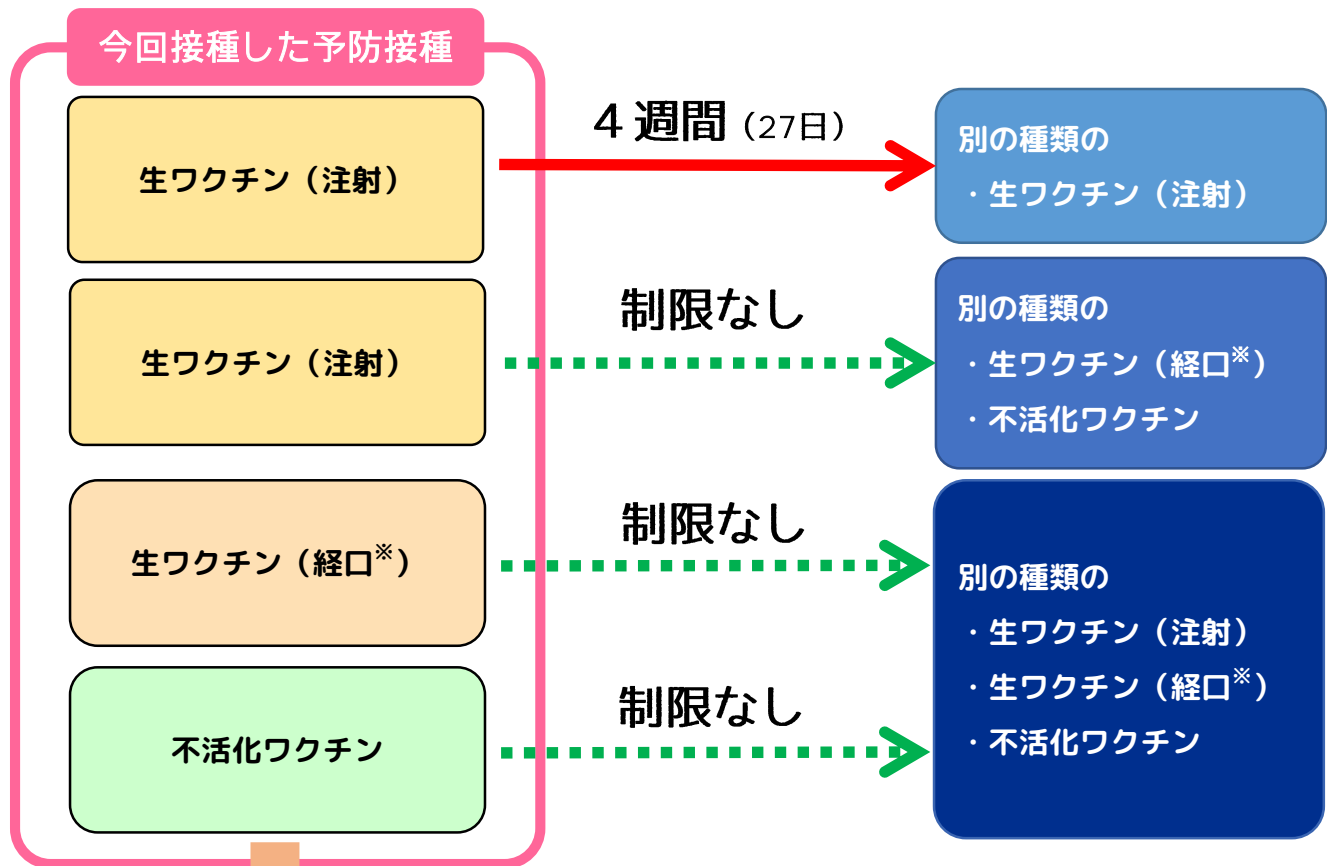 今回接種した予防接種
生ワクチン（注射）
４週間（27日）
別の種類の
・生ワクチン（注射）
生ワクチン（注射）
制限なし
別の種類の
・生ワクチン（経口※）
・不活化ワクチン
生ワクチン（経口※）
制限なし
不活化ワクチン
制限なし
別の種類の
・生ワクチン（注射）
・生ワクチン（経口※）
・不活化ワクチン